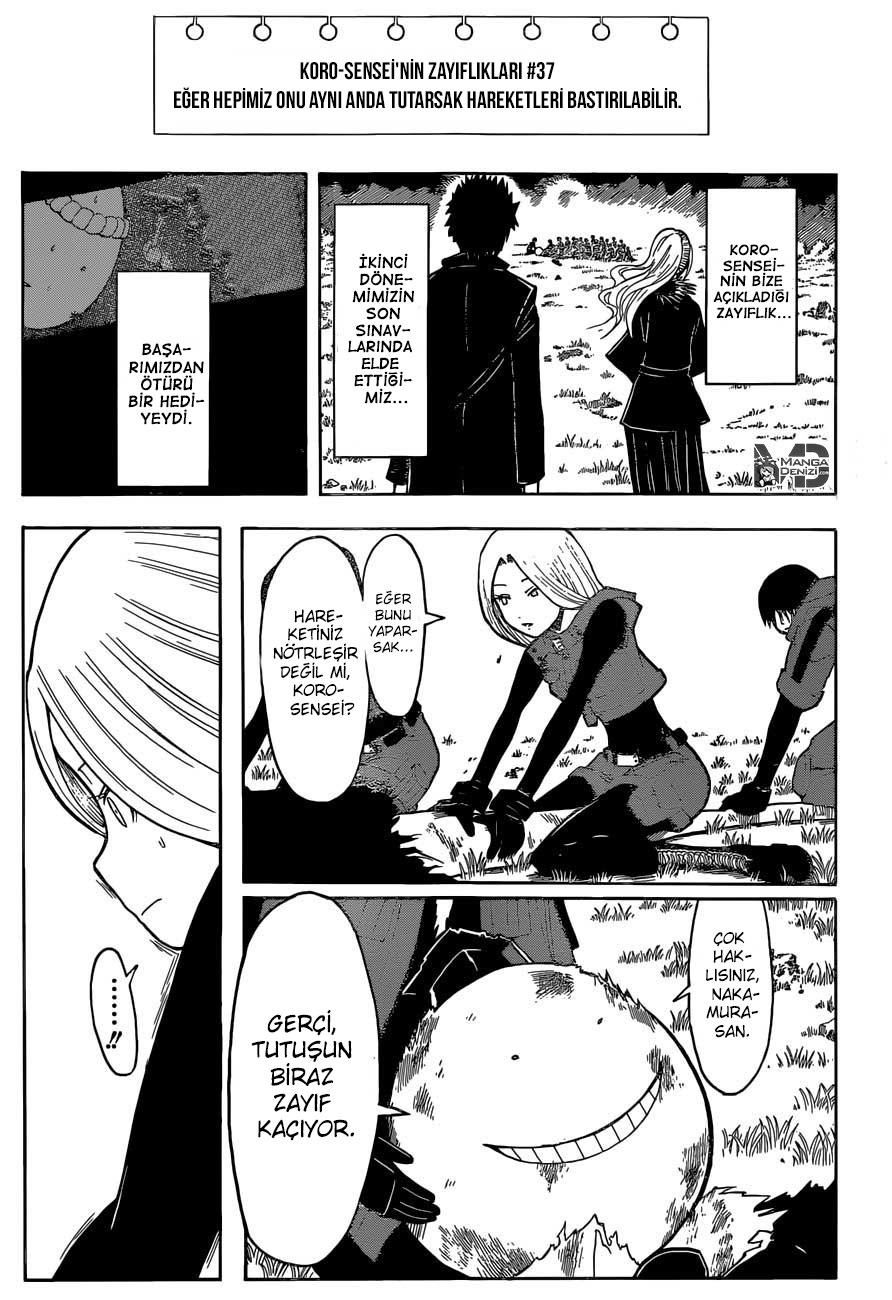 KORO-SENSEİ'NİN ZAYIFLIKLARI #37
EĞER HEPİMİZ ONU AYNI ANDA TUTARSAK HAREKETLERİ BASTIRILABİLİR.
KORO-
SENSEİ-
NİN BİZE
AÇIKLADIĞI
ZAYIFLIK...
İKİNCİ
DÖNE-
MİMİZİN
SON
SINAV-
LARINDA
ELDE
ETTİĞİ-
MİZ...
MANGA
DENİZİ
BAŞA-
RIMIZDAN
ÖTÜRÜ
BİR HEDİ-
YEYDİ.
EĞER
BUNU
YAPAR-
SAK...
HARE-
KETİNİZ
NÖTRLEŞİR
DEĞİL Mİ,
KORO-
SENSEİ?
ÇOK
HAK-
LISINIZ,
NAKA-
MURA-
SAN.
GERÇİ,
TUTUŞUN
BİRAZ
ZAYIF
KAÇIYOR.
......!!